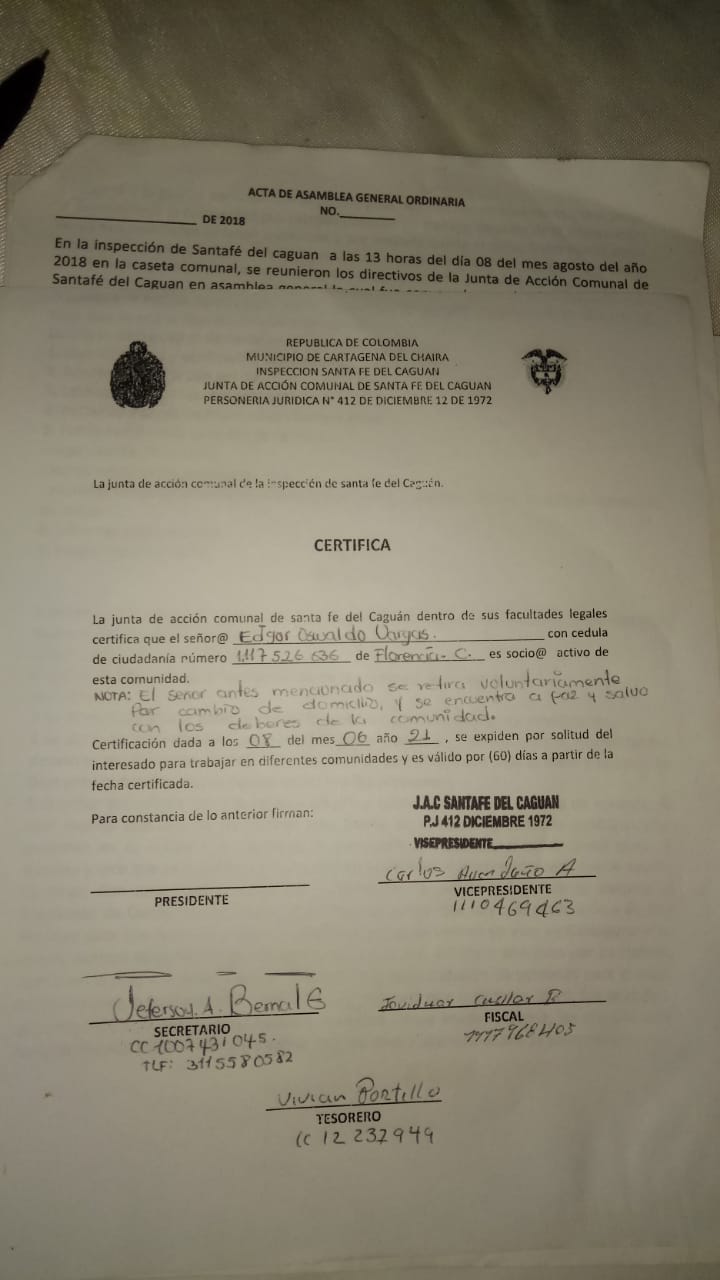 ACTA DE ASAMBLEA GENERAL ORDINARIA
NO.________
____________________ DE 2018
En la inspección de Santafé del caguan a las 13 horas del día 08 del mes agosto del año
2018 en la caseta comunal, se reunieron los directivos de la Junta de Acción Comunal de
Santafé del Caguan en asamblea general
REPUBLICA DE COLOMBIA
MUNICIPIO DE CARTAGENA DEL CHAIRA
INSPECCION SANTA FE DEL CAGUAN
JUNTA DE ACCIÓN COMUNAL DE SANTA FE DEL CAGUAN
PERSONERIA JURIDICA N° 412 DE DICIEMBRE 12 DE 1972
La junta de acción comunal de la inspección de santa fe del Caguán.
CERTIFICA
La junta de acción comunal de santa fe del Caguán dentro de sus facultades legales
certifica que el señor@ Edgar Oswaldo Vargas. con cedula
de ciudadanía número 1.117 526 636 de Florencia - C. es socio@ activo de
esta comunidad.
NOTA: El señor antes mencionado se retira voluntariamente
Por cambio de domicilio, y se encuentra a paz y salvo
con los deberes de la comunidad.
Certificación dada a los 08 del mes 06 año 21, se expiden por solitud del
interesado para trabajar en diferentes comunidades y es válido por (60) días a partir de la
fecha certificada.
Para constancia de lo anterior firman:
J.A.C SANTAFE DEL CAGUAN
P.J 412 DICIEMBRE 1972
VISEPRESIDENTE
Carlos Avendaño A
PRESIDENTE
VICEPRESIDENTE
1110469463
Jeferson. A. Bernal G
Cuellar R
SECRETARIO
FISCAL
CC 1007431045.
TLF: 3115580582
Vivian Portillo
TESORERO
CC 12 237949